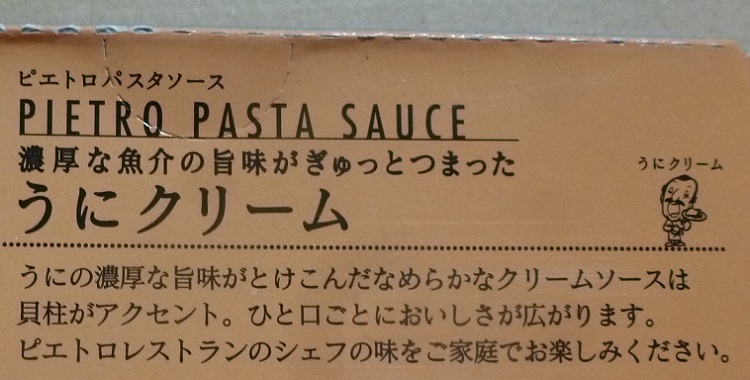 ピエトロパスタソース
PIETRO PASTA SAUCE
濃厚な魚介の旨味がぎゅっとつまった
うにクリーム
うにクリーム
うにの濃厚な旨味がとけこんだなめらかなクリームソースは
貝柱がアクセント。ひと口ごとにおいしさが広がります。
ピエトロレストランのシェフの味をご家庭でお楽しみください。